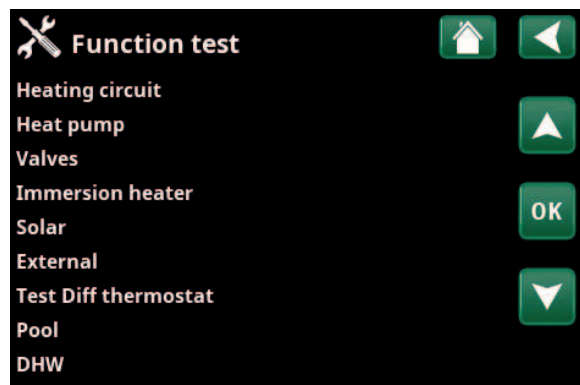 Function test
Heating circuit
Heat pump
Valves
Immersion heater
OK
Solar
External
Test Diff thermostat
Pool
DHW